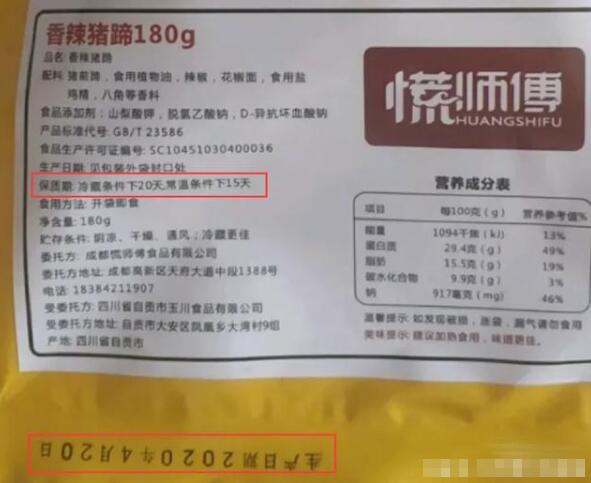 香辣猪蹄180g
品名: 香辣猪蹄
配料: 猪前蹄，食用植物油，辣椒，花椒面，食用盐
鸡精，八角等香料
食品添加剂: 山梨酸钾，脱氢乙酸钠，D-异抗坏血酸钠
产品标准代号: GB/T 23586
食品生产许可证编号: SC10451030400036
生产日期: 见包装外袋封口处
保质期: 冷藏条件下20天,常温条件下15天
食用方法: 开袋即食
净含量: 180g
贮存条件: 阴凉、干燥、通风; 冷藏更佳
委托方: 成都慌师傅食品有限公司
委托方地址: 成都高新区天府大道中段1388号
电话: 18384211907
受委托方: 四川省自贡市玉川食品有限公司
受委托方地址: 自贡市大安区凤凰乡大湾村9组
产地: 四川省自贡市
慌师傅
HUANGSHIFU
营养成分表
项目 每100克(g) 营养参考值%
能量 1094千焦(kJ) 13%
蛋白质 29.4克(g) 49%
脂肪 15.5克(g) 19%
碳水化合物 9.9克(g) 3%
钠 917毫克(mg) 46%
温馨提示: 如发现破损，涨袋，漏气请勿食用
美味提示: 建议加热食用，味道更佳。
生产日期2020年4月20日